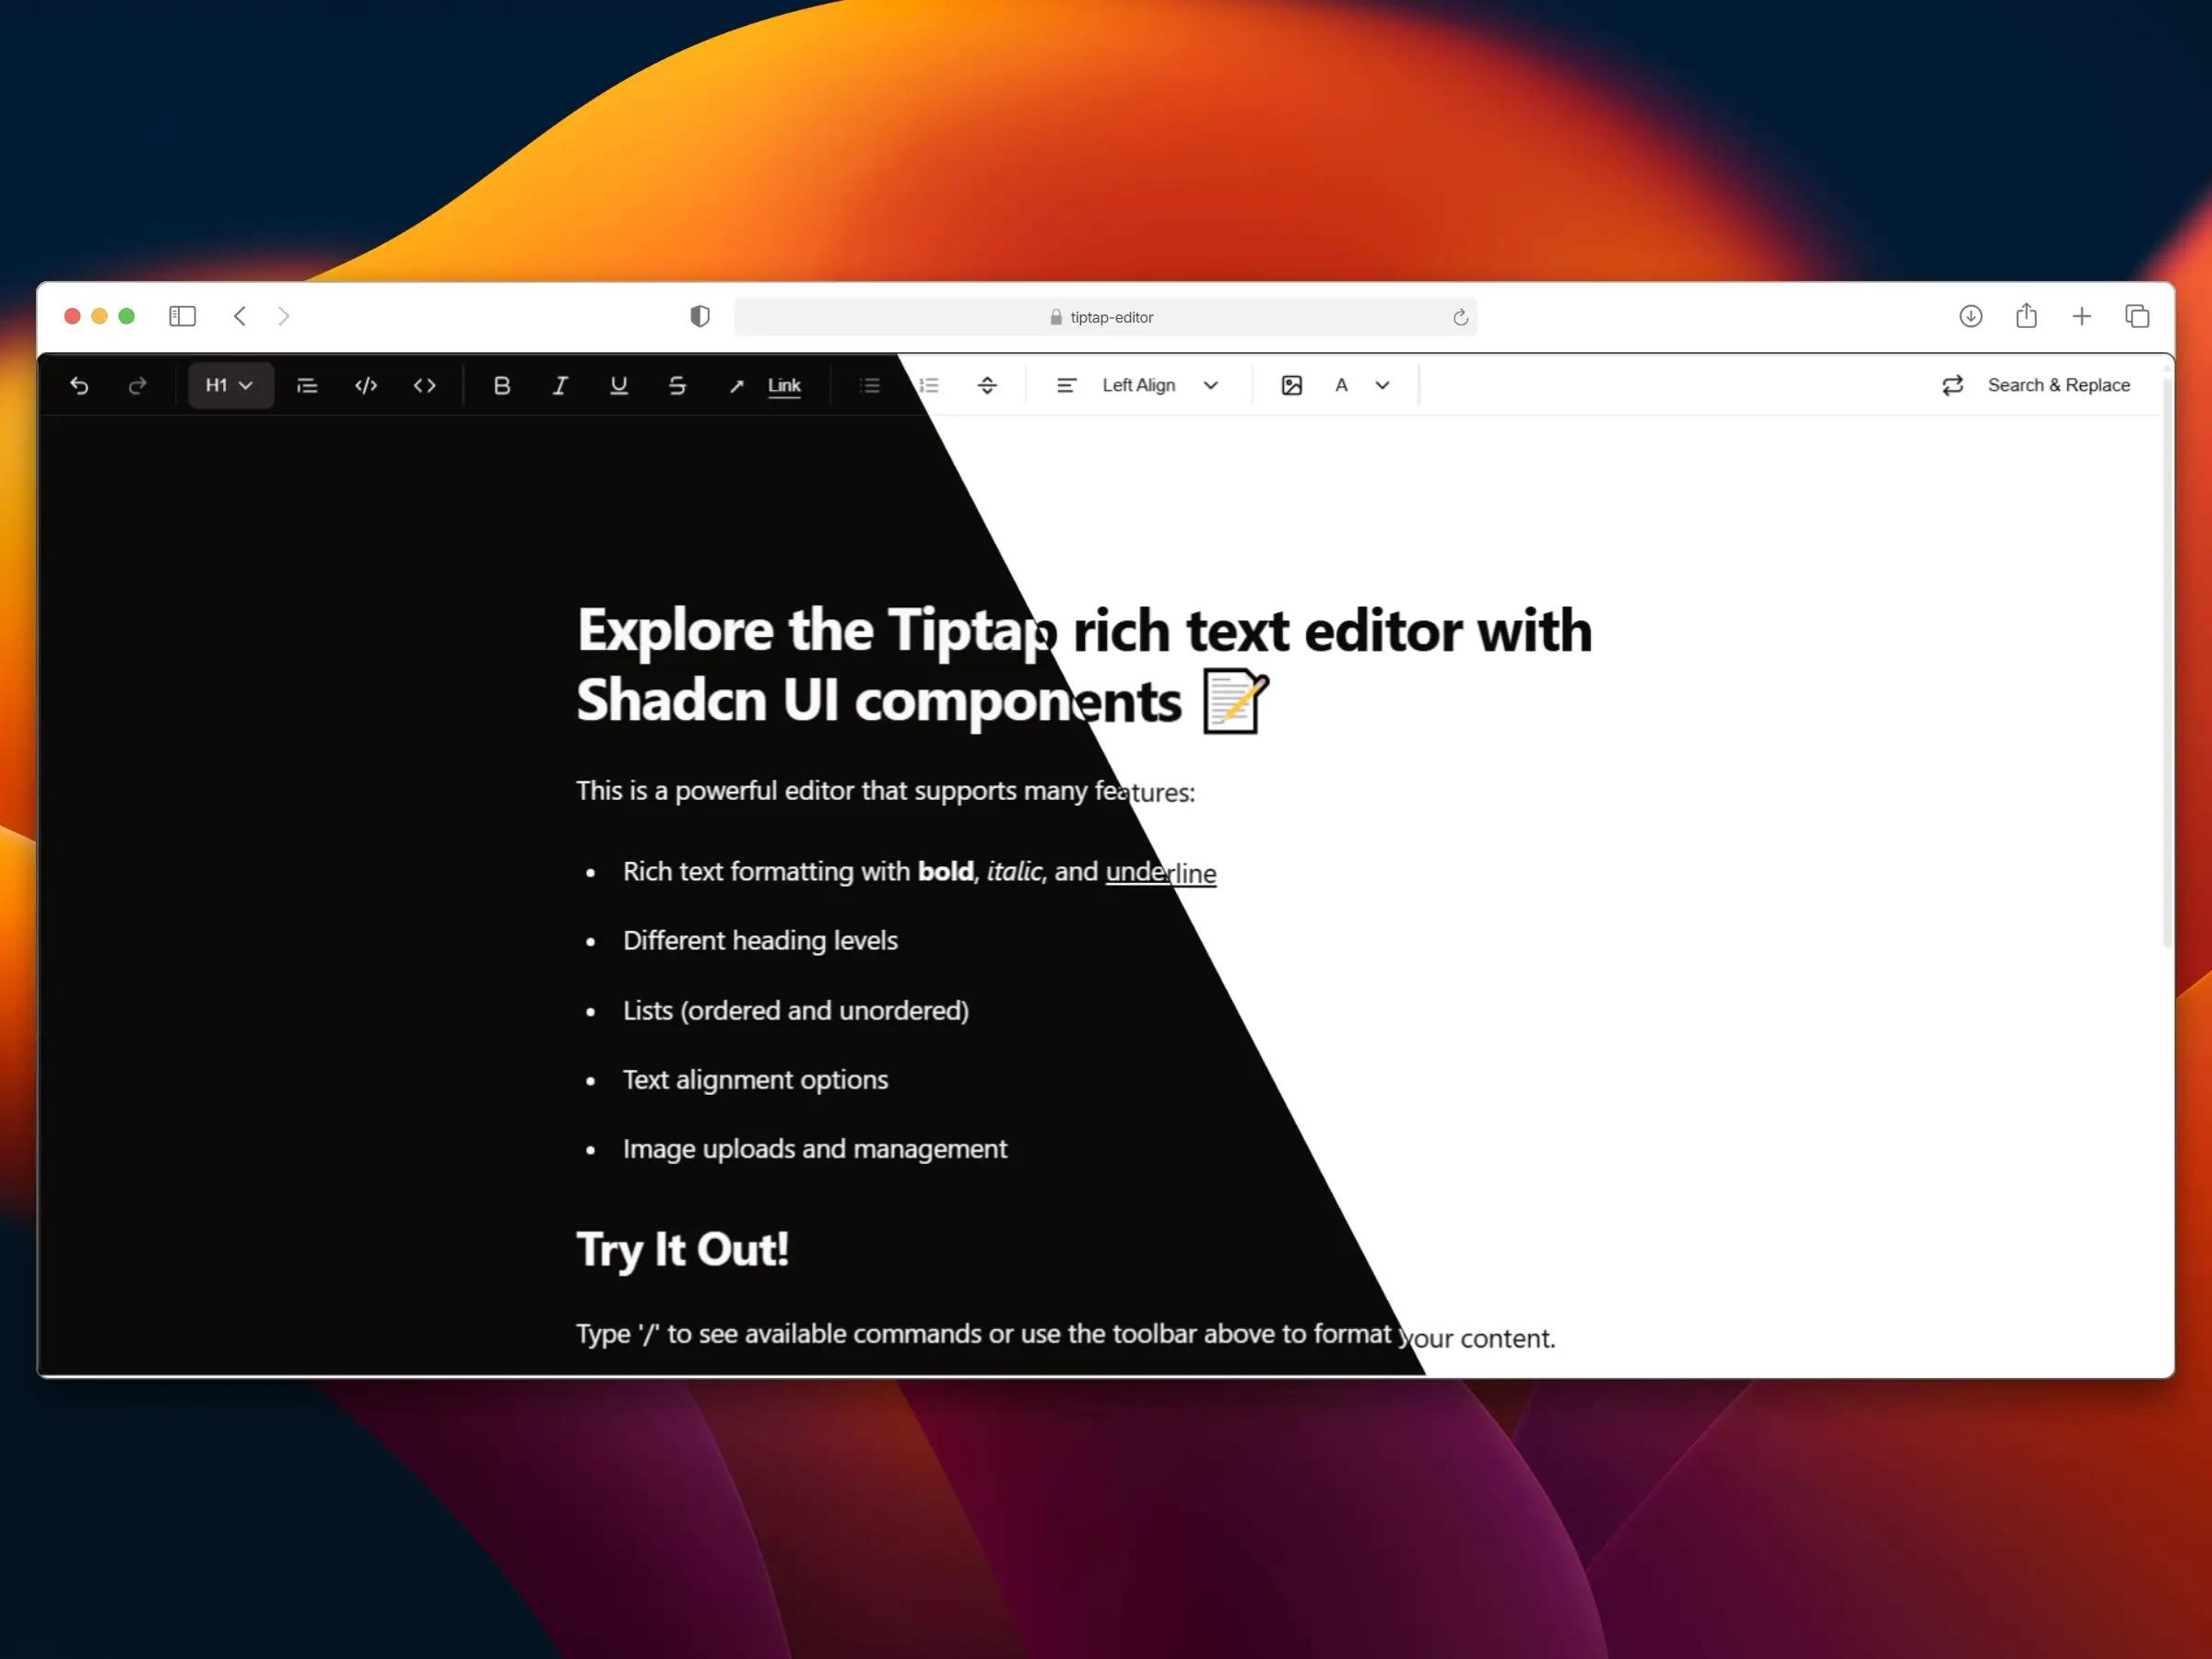 tiptap-editor
H1 B I U S Link Left Align A Search & Replace
Explore the Tiptap rich text editor with
Shadcn UI components 📝
This is a powerful editor that supports many features:
• Rich text formatting with bold, italic, and underline
• Different heading levels
• Lists (ordered and unordered)
• Text alignment options
• Image uploads and management
Try It Out!
Type '/' to see available commands or use the toolbar above to format your content.